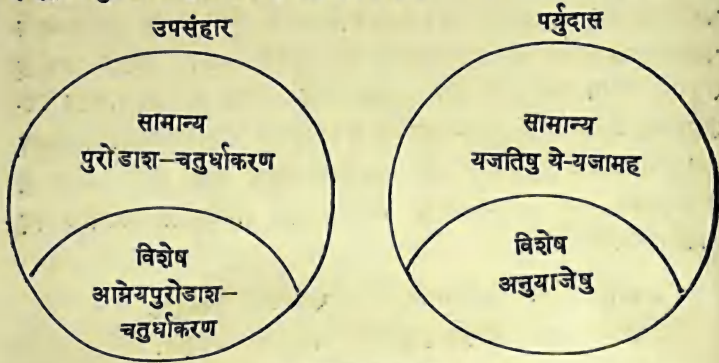 उपसंहार
सामान्य
पुरोडाश-चतुर्धाकरण
विशेष
आग्नेयपुरोडाश-
चतुर्धाकरण
पर्युदास
सामान्य
यजतिषु ये-यजामह
विशेष
अनुयाजेषु